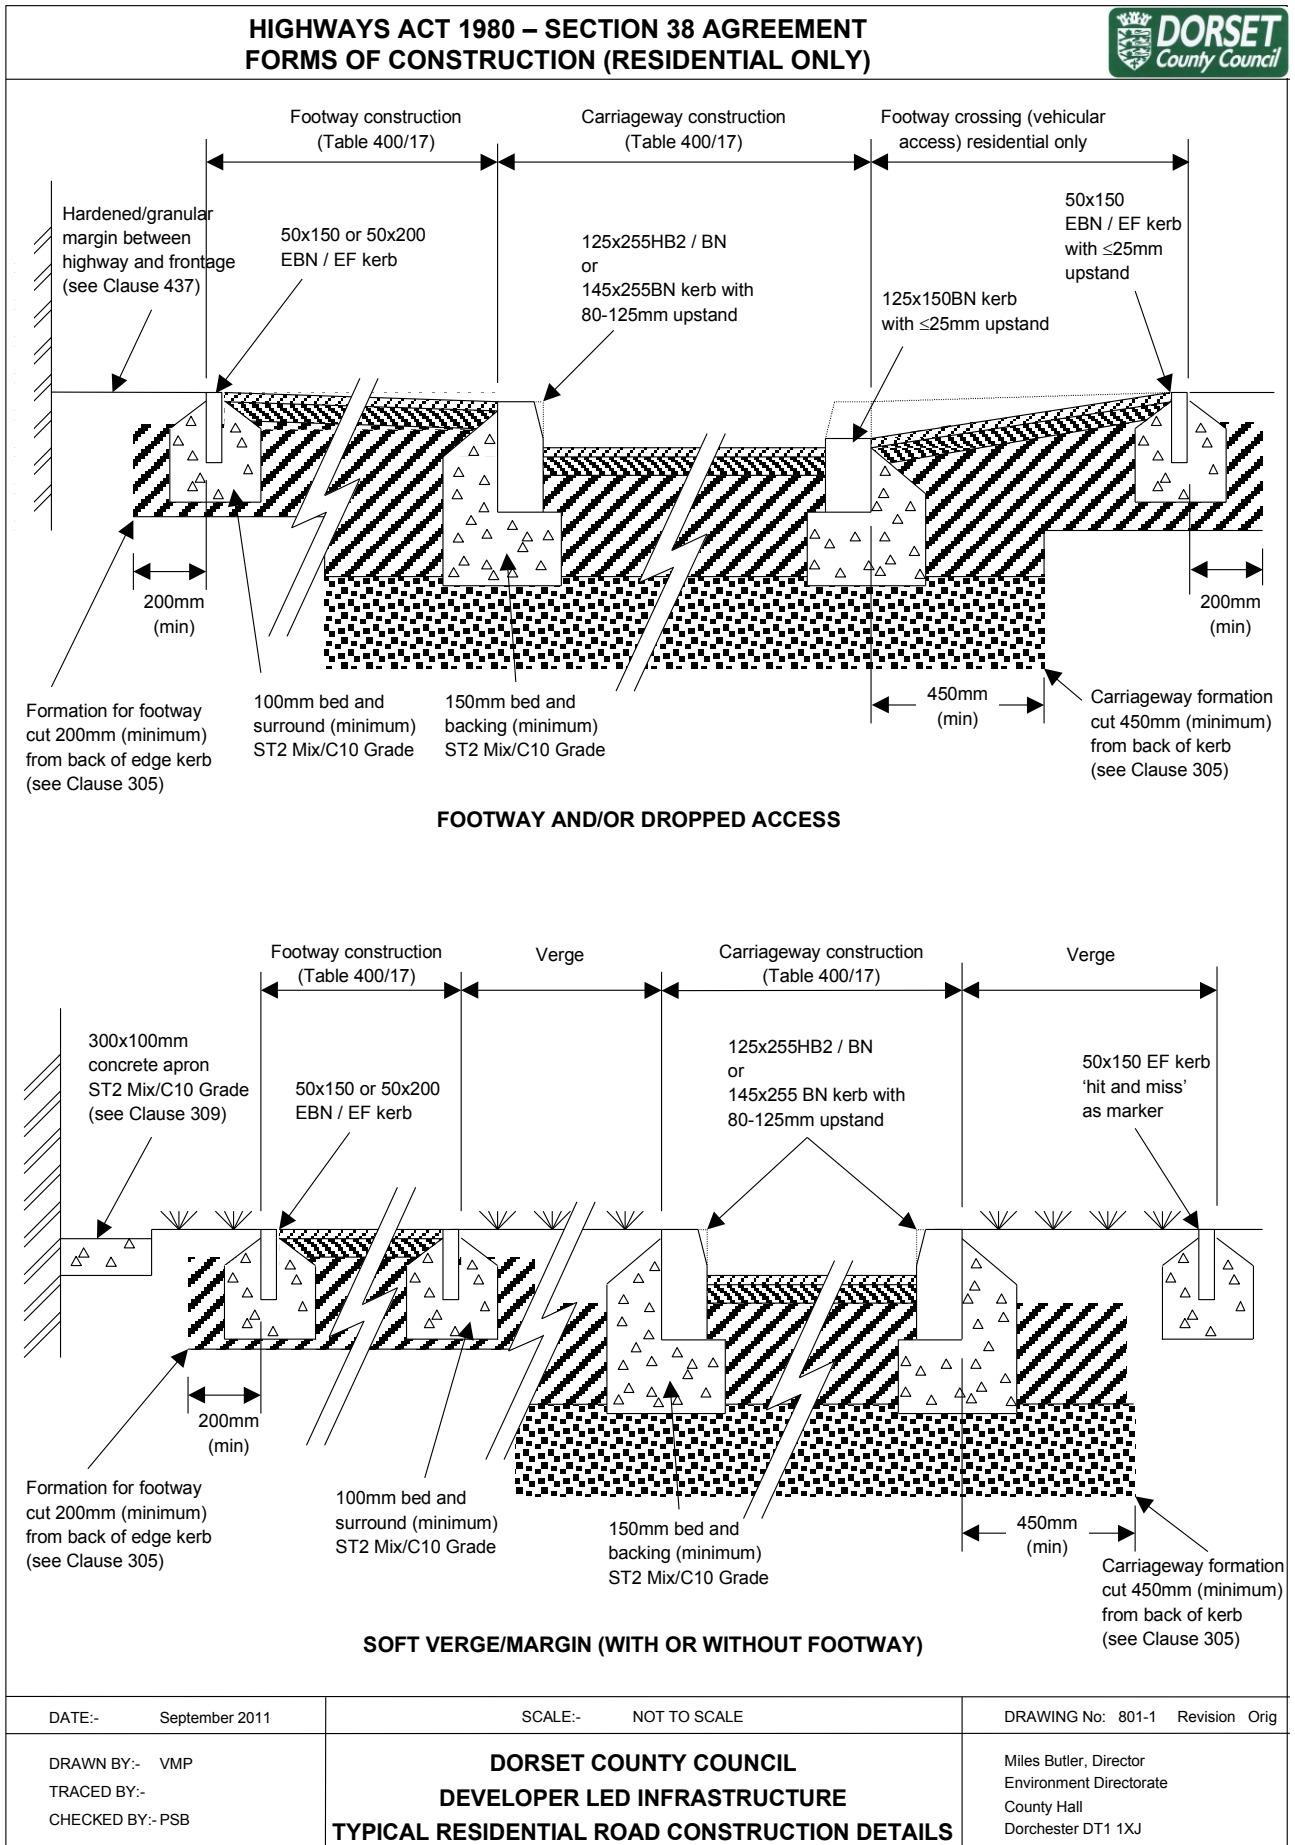 HIGHWAYS ACT 1980 – SECTION 38 AGREEMENT
FORMS OF CONSTRUCTION (RESIDENTIAL ONLY)
DORSET
County Council
Footway construction
(Table 400/17)
Carriageway construction
(Table 400/17)
Footway crossing (vehicular
access) residential only
Hardened/granular
margin between
highway and frontage
(see Clause 437)
50x150 or 50x200
EBN / EF kerb
125x255HB2 / BN
or
145x255BN kerb with
80-125mm upstand
125x150BN kerb
with ≤25mm upstand
50x150
EBN / EF kerb
with ≤25mm
upstand
200mm
(min)
200mm
(min)
Formation for footway
cut 200mm (minimum)
from back of edge kerb
(see Clause 305)
100mm bed and
surround (minimum)
ST2 Mix/C10 Grade
150mm bed and
backing (minimum)
ST2 Mix/C10 Grade
450mm
(min)
Carriageway formation
cut 450mm (minimum)
from back of kerb
(see Clause 305)
FOOTWAY AND/OR DROPPED ACCESS
Footway construction
(Table 400/17)
Verge
Carriageway construction
(Table 400/17)
Verge
300x100mm
concrete apron
ST2 Mix/C10 Grade
(see Clause 309)
50x150 or 50x200
EBN / EF kerb
125x255HB2 / BN
or
145x255 BN kerb with
80-125mm upstand
50x150 EF kerb
‘hit and miss’
as marker
200mm
(min)
Formation for footway
cut 200mm (minimum)
from back of edge kerb
(see Clause 305)
100mm bed and
surround (minimum)
ST2 Mix/C10 Grade
150mm bed and
backing (minimum)
ST2 Mix/C10 Grade
450mm
(min)
Carriageway formation
cut 450mm (minimum)
from back of kerb
(see Clause 305)
SOFT VERGE/MARGIN (WITH OR WITHOUT FOOTWAY)
DATE:- September 2011
SCALE:- NOT TO SCALE
DRAWING No: 801-1 Revision Orig
DRAWN BY:- VMP
TRACED BY:-
CHECKED BY:- PSB
DORSET COUNTY COUNCIL
DEVELOPER LED INFRASTRUCTURE
TYPICAL RESIDENTIAL ROAD CONSTRUCTION DETAILS
Miles Butler, Director
Environment Directorate
County Hall
Dorchester DT1 1XJ